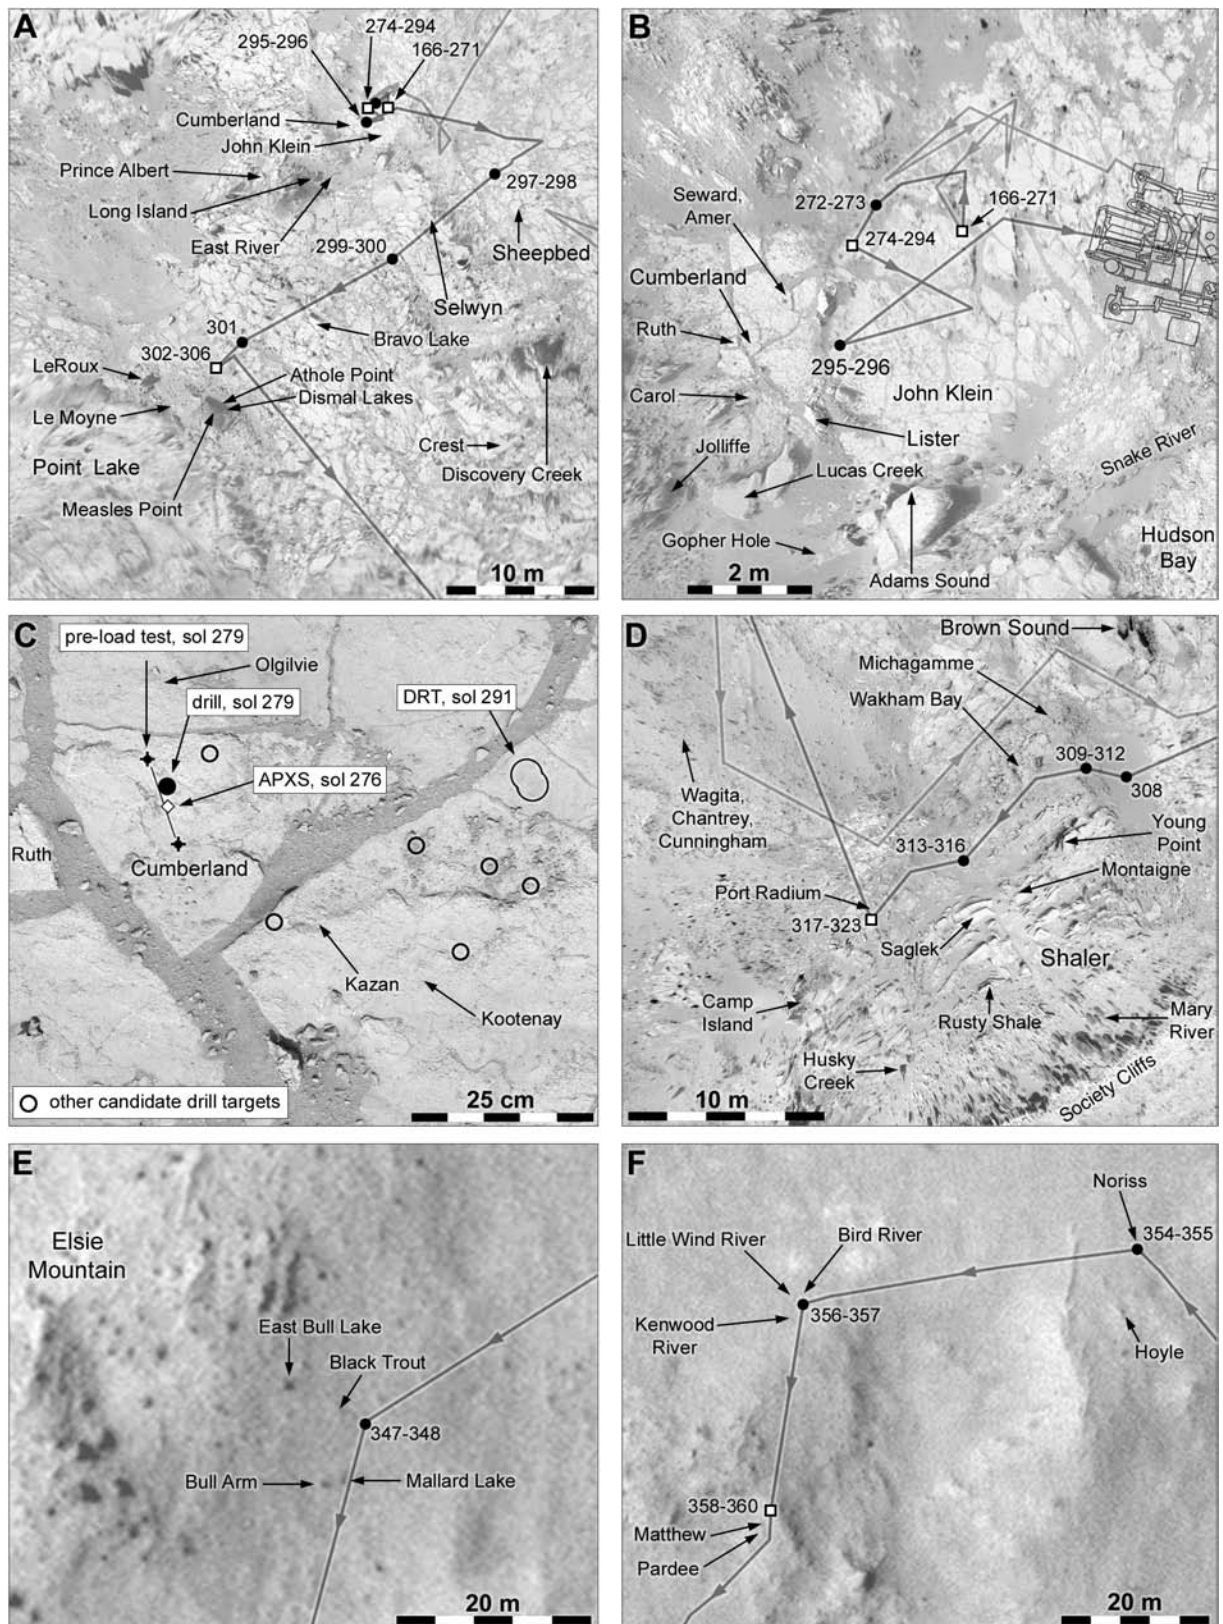 A
274-294
295-296
166-271
Cumberland
John Klein
Prince Albert
Long Island
297-298
East River
299-300
Sheepbed
Selwyn
301
Bravo Lake
302-306
LeRoux
Athole Point
Dismal Lakes
Le Moyne
Crest
Point Lake
Discovery Creek
Measles Point
10 m
B
Seward,
Amer
272-273
166-271
274-294
Cumberland
Ruth
295-296
Carol
John Klein
Lister
Jolliffe
Lucas Creek
Snake River
Gopher Hole
Hudson
Bay
2 m
Adams Sound
C
pre-load test, sol 279
Olgilvie
drill, sol 279
DRT, sol 291
APXS, sol 276
Ruth
Cumberland
Kazan
Kootenay
other candidate drill targets
25 cm
D
Brown Sound
Michagamme
Wakham Bay
309-312
308
Wagita,
Chantrey,
Cunningham
Young
Point
313-316
Montaigne
Port Radium
317-323
Saglek
Shaler
Camp
Island
Rusty Shale
Mary
River
Husky
Creek
Society Cliffs
10 m
E
Elsie
Mountain
East Bull Lake
Black Trout
347-348
Bull Arm
Mallard Lake
20 m
F
Noriss
354-355
Little Wind River
Bird River
Kenwood
River
356-357
Hoyle
358-360
Matthew
Pardee
20 m